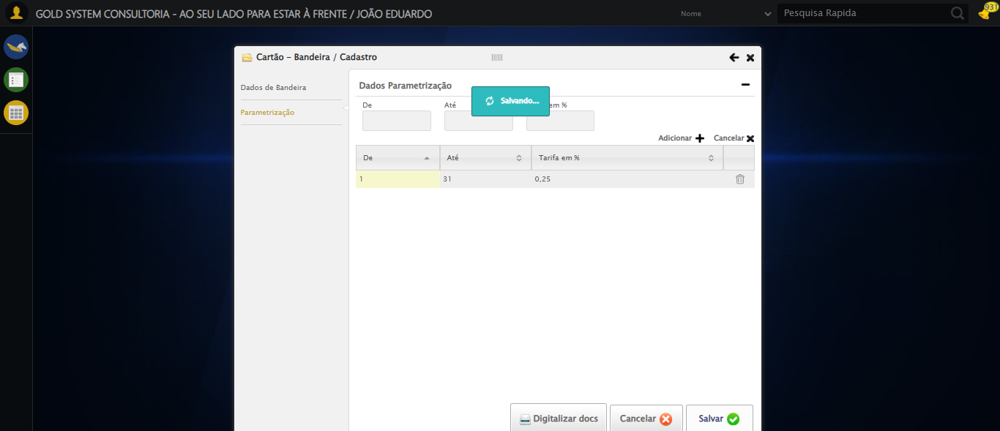 GOLD SYSTEM CONSULTORIA - AO SEU LADO PARA ESTAR À FRENTE / JOÃO EDUARDO
Nome
Pesquisa Rapida
931
Cartão - Bandeira / Cadastro
Dados de Bandeira
Parametrização
Dados Parametrização
Salvando...
De
Até
em %
Adicionar
Cancelar
De
Até
Tarifa em %
1
31
0,25
Digitalizar docs
Cancelar
Salvar